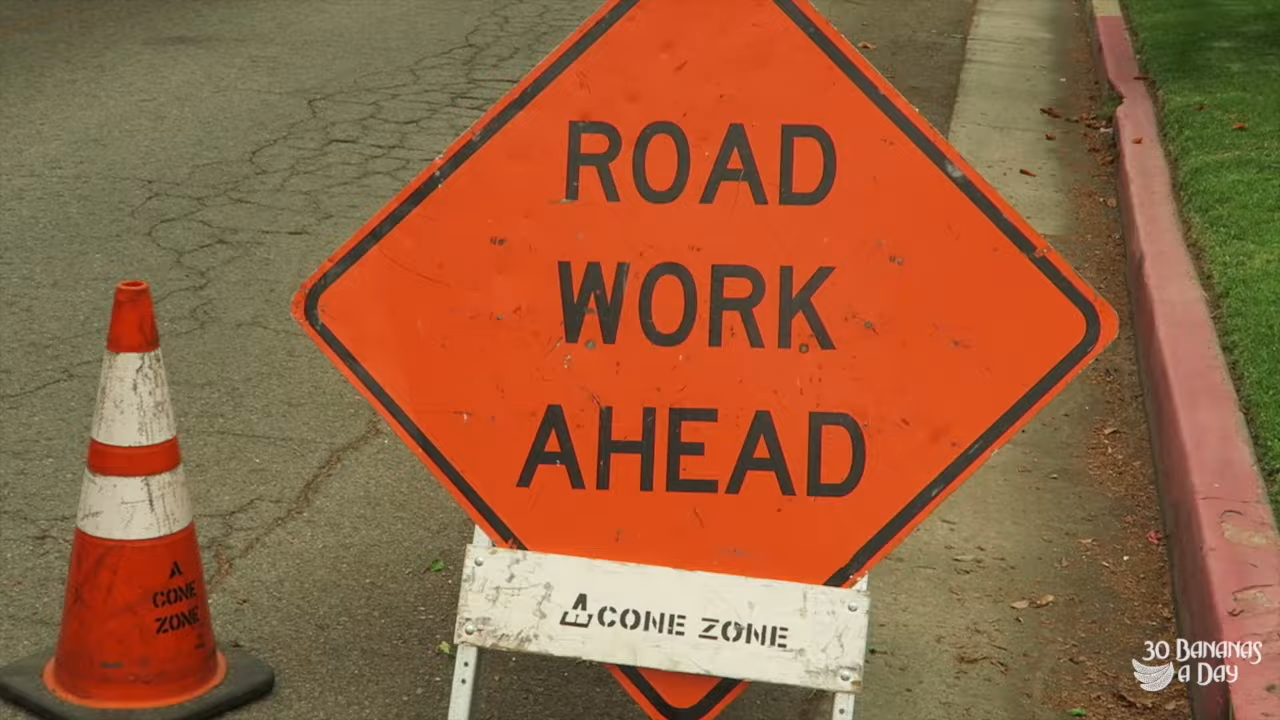 ROAD
WORK
AHEAD
CONE ZONE
CONE
ZONE
30 BANANAS
A DAY